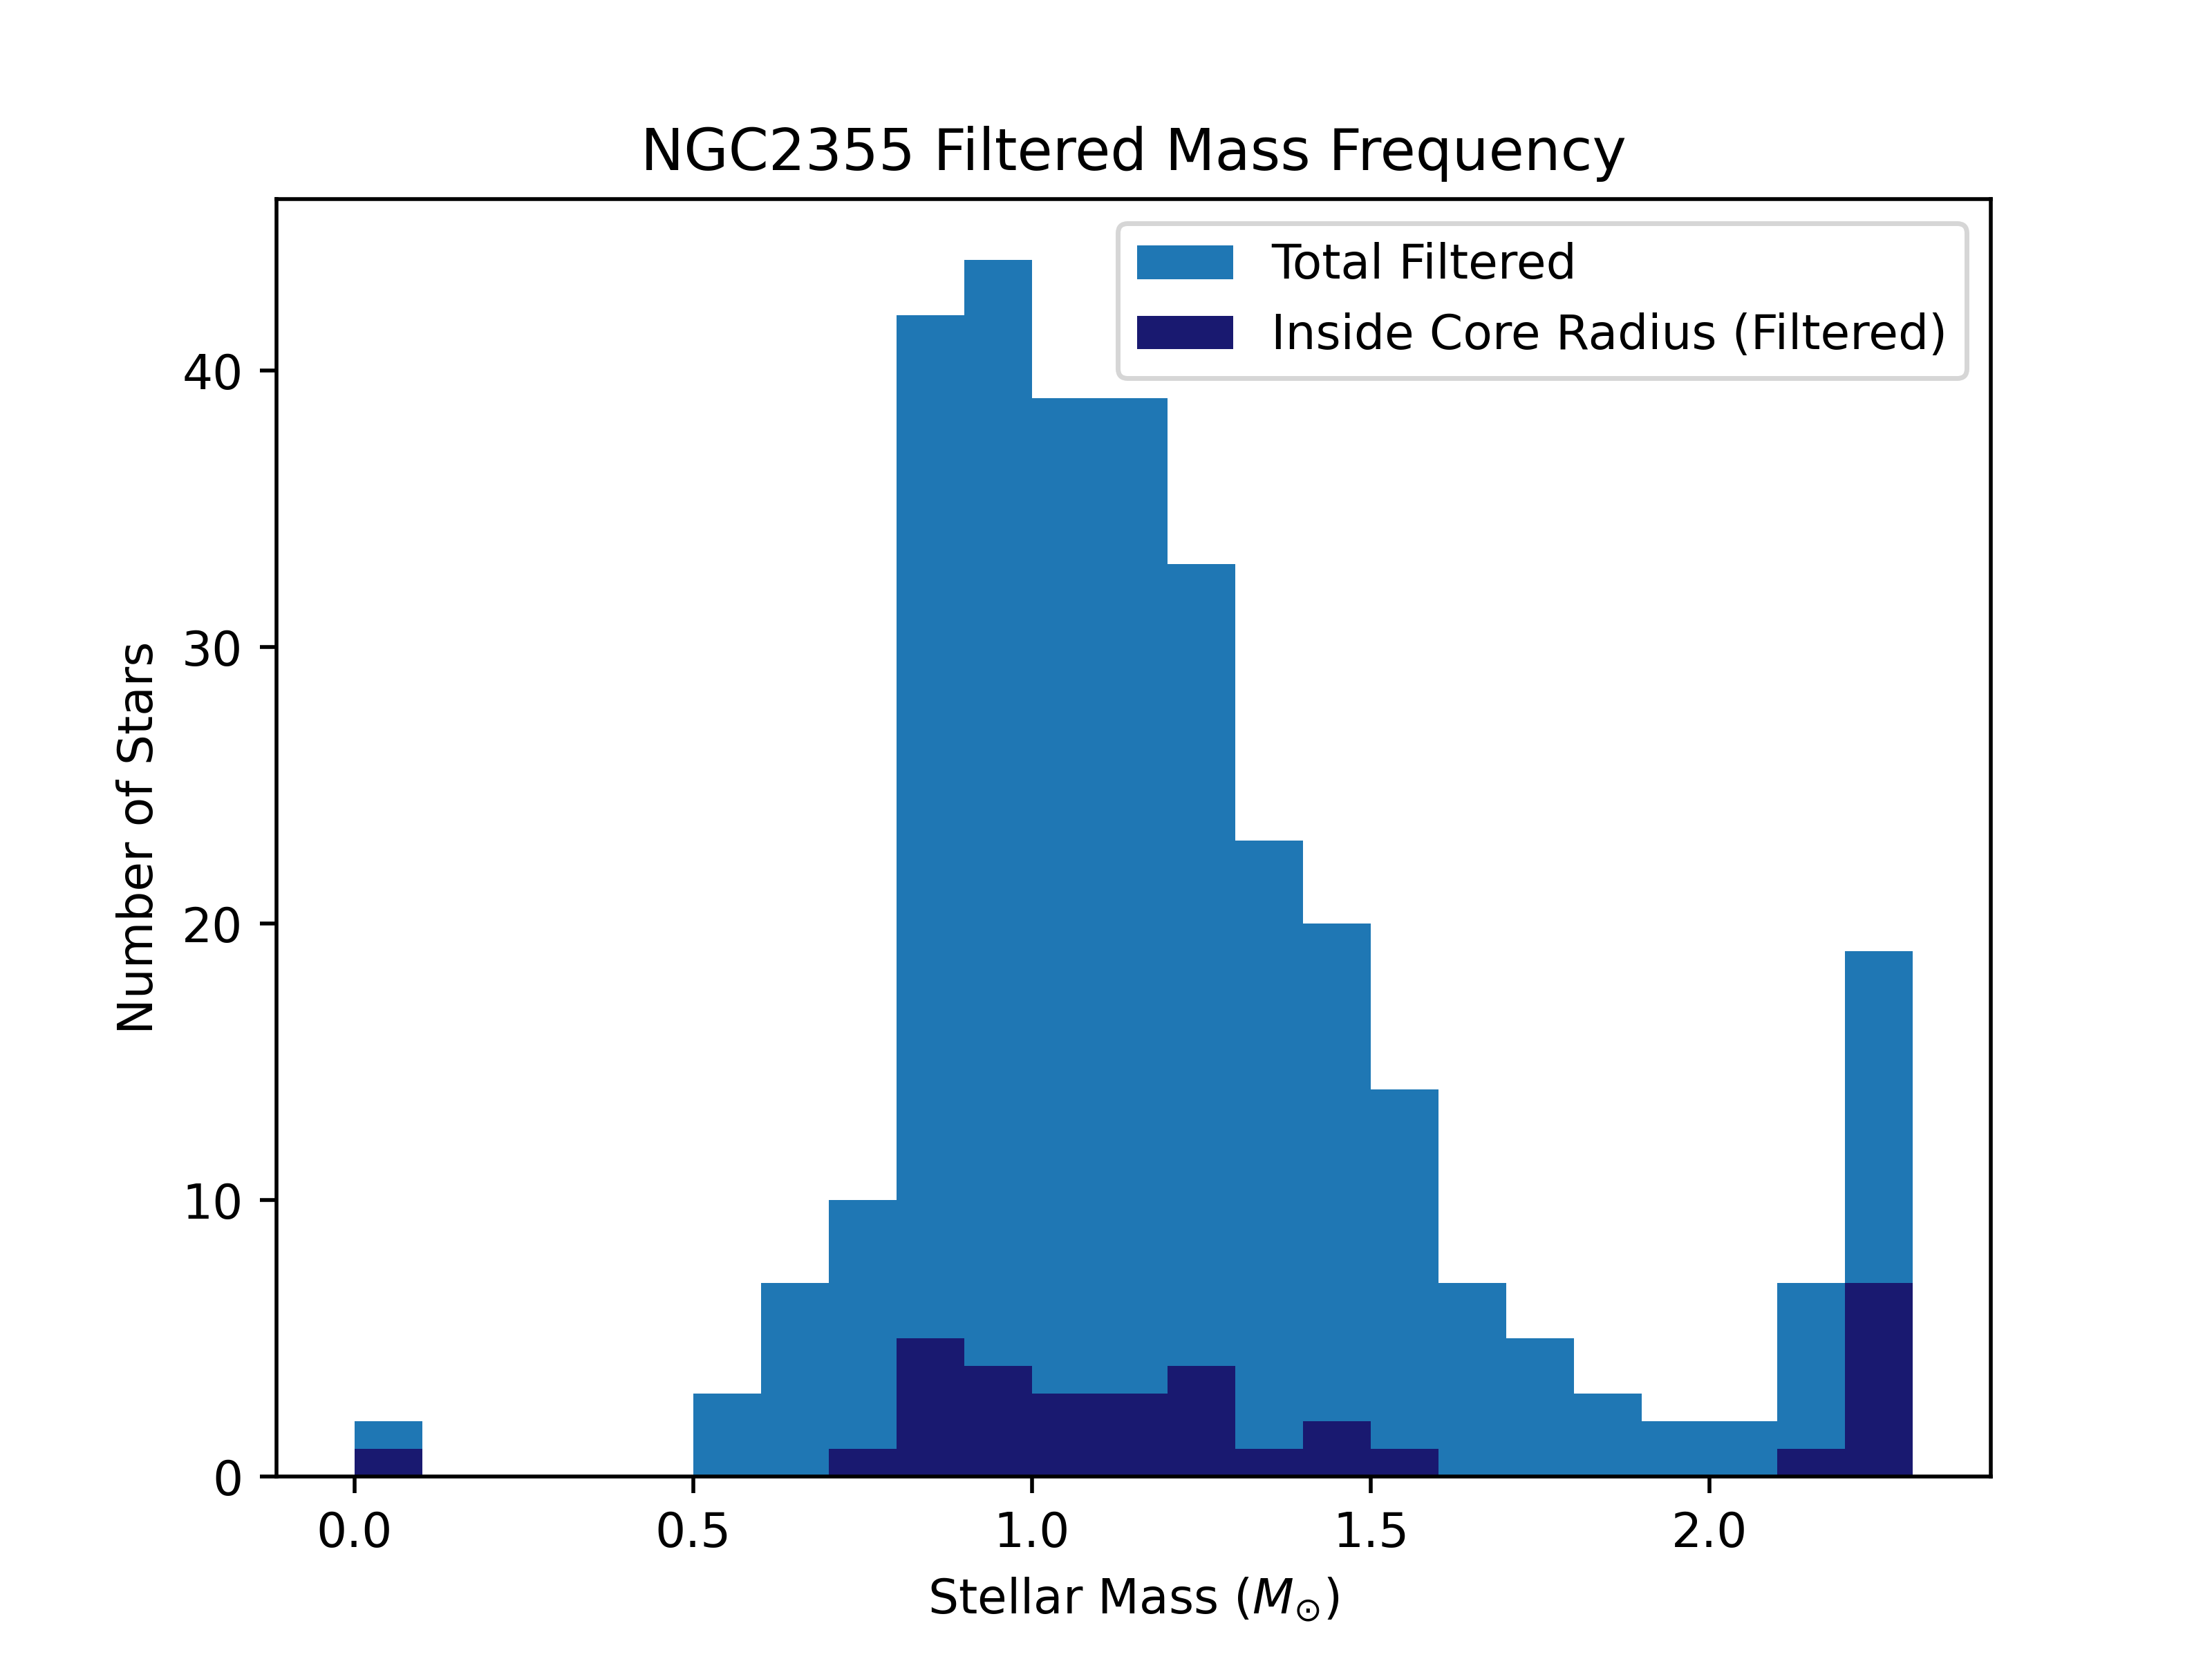 NGC2355 Filtered Mass Frequency
Total Filtered
Inside Core Radius (Filtered)
Number of Stars
40
30
20
10
0
0.0 0.5 1.0 1.5 2.0
Stellar Mass (M☉)